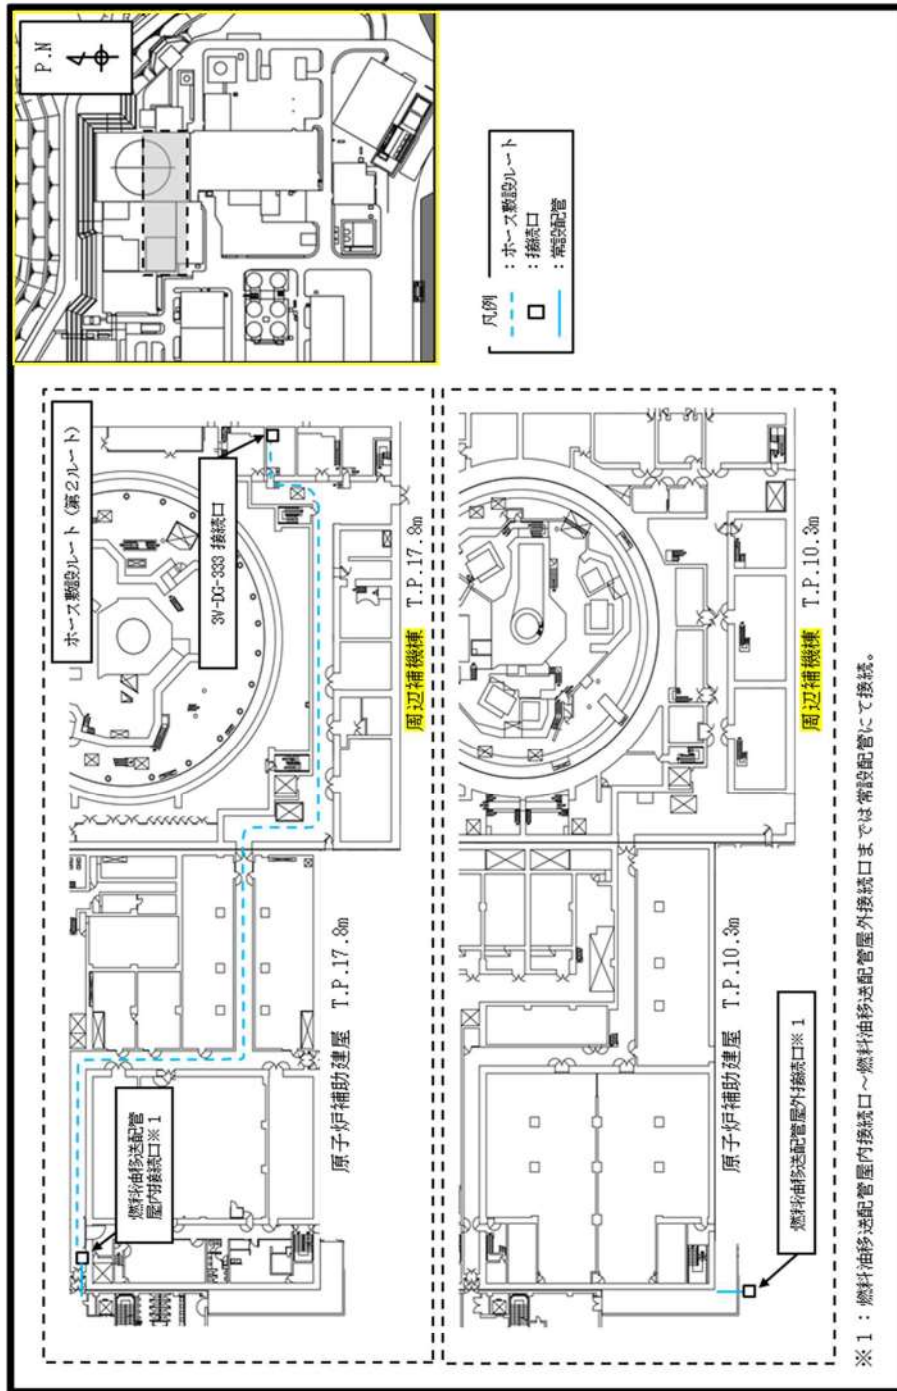 P.N
ホース敷設ルート（第2ルート）
3V-DG-333 接続口
燃料油移送配管
屋内接続口※1
原子炉補助建屋 T.P.17.8m
周辺補機棟 T.P.17.8m
原子炉補助建屋 T.P.10.3m
周辺補機棟 T.P.10.3m
燃料油移送配管屋外接続口※1
凡例
：ホース敷設ルート
：接続口
：常設配管
※1：燃料油移送配管屋内接続口～燃料油移送配管屋外接続口までは常設配管にて接続。